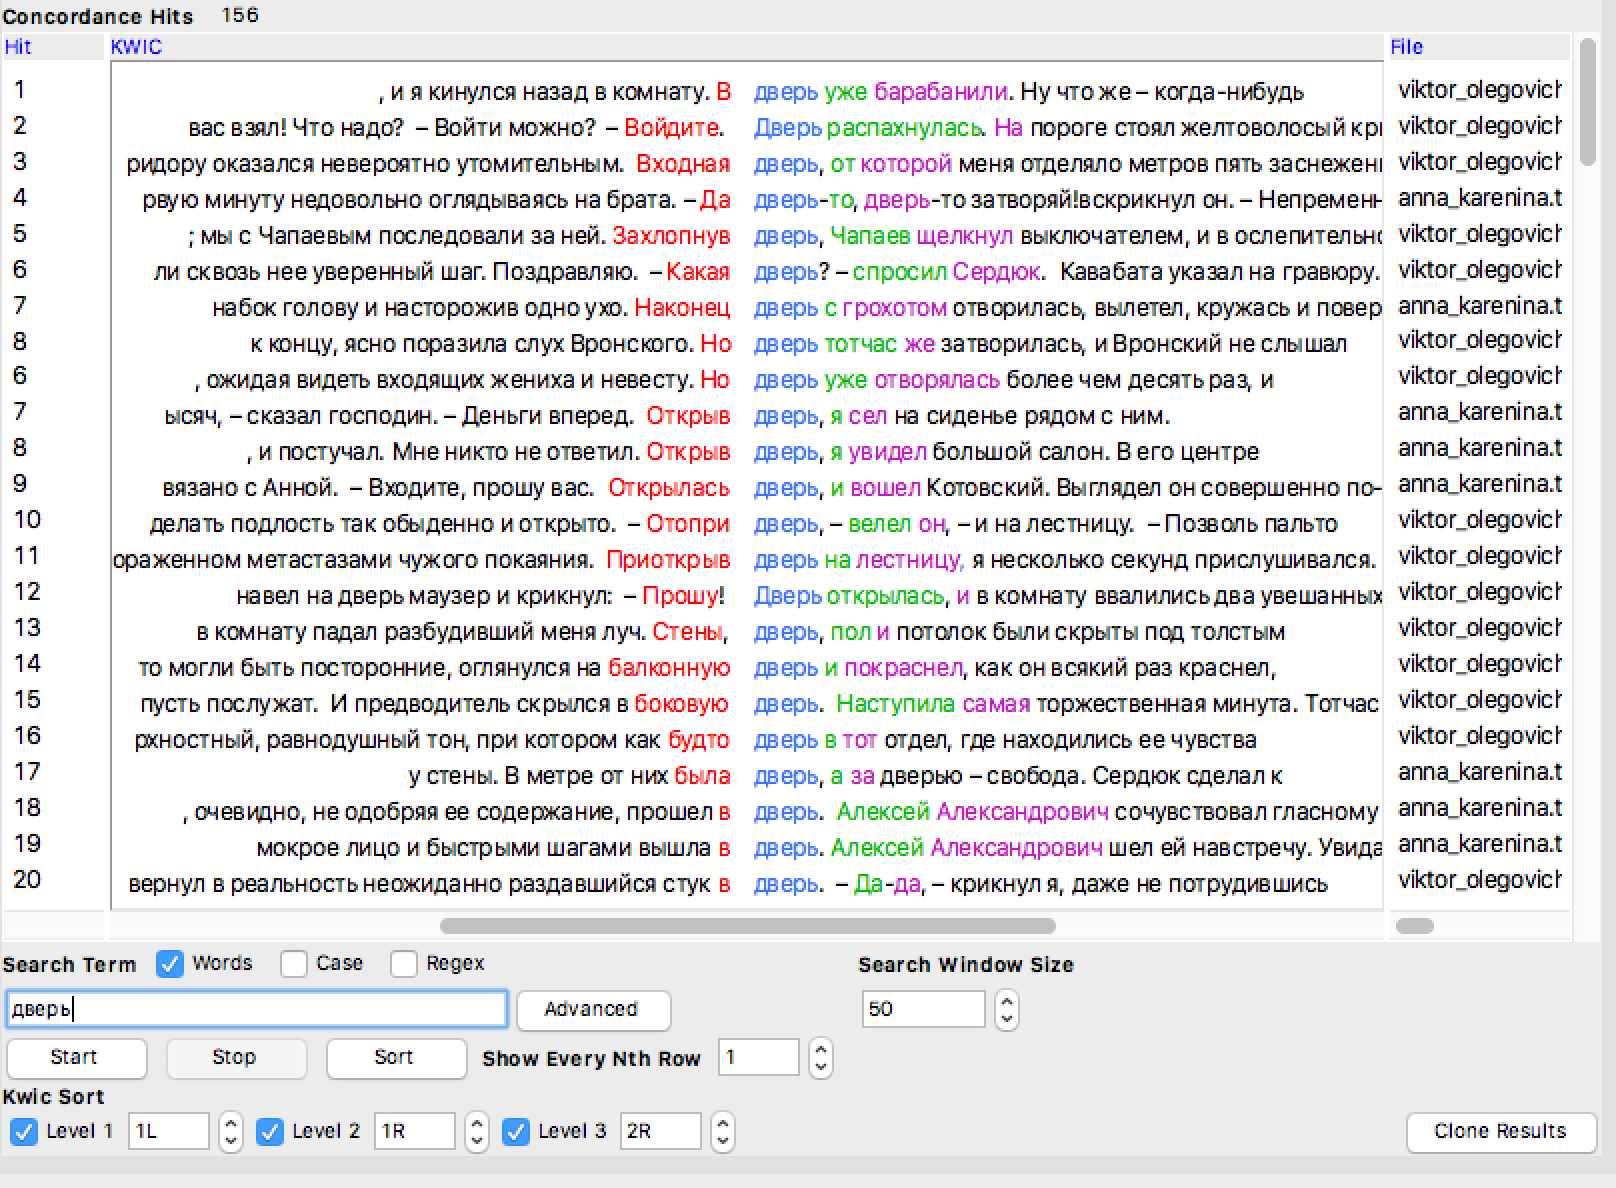 Concordance Hits 156
Hit KWIC File
1 , и я кинулся назад в комнату. В дверь уже барабанили. Ну что же – когда-нибудь viktor_olegovich
2 вас взял! Что надо? – Войти можно? – Войдите. Дверь распахнулась. На пороге стоял желтоволосый кр viktor_olegovich
3 ридору оказался невероятно утомительным. Входная дверь, от которой меня отделяло метров пять заснежен viktor_olegovich
4 рвую минуту недовольно оглядываясь на брата. – Да дверь-то, дверь-то затворяй!вскрикнул он. – Непремен anna_karenina.t
5 ; мы с Чапаевым последовали за ней. Захлопнув дверь, Чапаев щелкнул выключателем, и в ослепительно viktor_olegovich
6 ли сквозь нее уверенный шаг. Поздравляю. – Какая дверь? – спросил Сердюк. Кавабата указал на гравюру. viktor_olegovich
7 набок голову и насторожив одно ухо. Наконец дверь с грохотом отворилась, вылетел, кружась и повер anna_karenina.t
8 к концу, ясно поразила слух Вронского. Но дверь тотчас же затворилась, и Вронский не слышал viktor_olegovich
6 , ожидая видеть входящих жениха и невесту. Но дверь уже отворялась более чем десять раз, и viktor_olegovich
7 ысяч, – сказал господин. – Деньги вперед. Открыв дверь, я сел на сиденье рядом с ним. anna_karenina.t
8 , и постучал. Мне никто не ответил. Открыв дверь, я увидел большой салон. В его центре anna_karenina.t
9 вязано с Анной. – Входите, прошу вас. Открылась дверь, и вошел Котовский. Выглядел он совершенно по– anna_karenina.t
10 делать подлость так обыденно и открыто. – Отопри дверь, – велел он, – и на лестницу. – Позволь пальто viktor_olegovich
11 ораженном метастазами чужого покаяния. Приоткрыв дверь на лестницу, я несколько секунд прислушивался. viktor_olegovich
12 навел на дверь маузер и крикнул: – Прошу! Дверь открылась, и в комнату ввалились два увешанных viktor_olegovich
13 в комнату падал разбудивший меня луч. Стены, дверь, пол и потолок были скрыты под толстым viktor_olegovich
14 то могли быть посторонние, оглянулся на балконную дверь и покраснел, как он всякий раз краснел, viktor_olegovich
15 пусть послужат. И предводитель скрылся в боковую дверь. Наступила самая торжественная минута. Тотчас viktor_olegovich
16 рхностный, равнодушный тон, при котором как будто дверь в тот отдел, где находились ее чувства viktor_olegovich
17 у стены. В метре от них была дверь, а за дверью – свобода. Сердюк сделал к anna_karenina.t
18 , очевидно, не одобряя ее содержание, прошел в дверь. Алексей Александрович сочувствовал гласному anna_karenina.t
19 мокрое лицо и быстрыми шагами вышла в дверь. Алексей Александрович шел ей навстречу. Увида anna_karenina.t
20 вернул в реальность неожиданно раздавшийся стук в дверь. – Да-да, – крикнул я, даже не потрудившись viktor_olegovich
Search Term Words Case Regex Search Window Size
дверь Advanced 50
Start Stop Sort Show Every Nth Row 1
Kwic Sort
Level 1 1L Level 2 1R Level 3 2R Clone Results